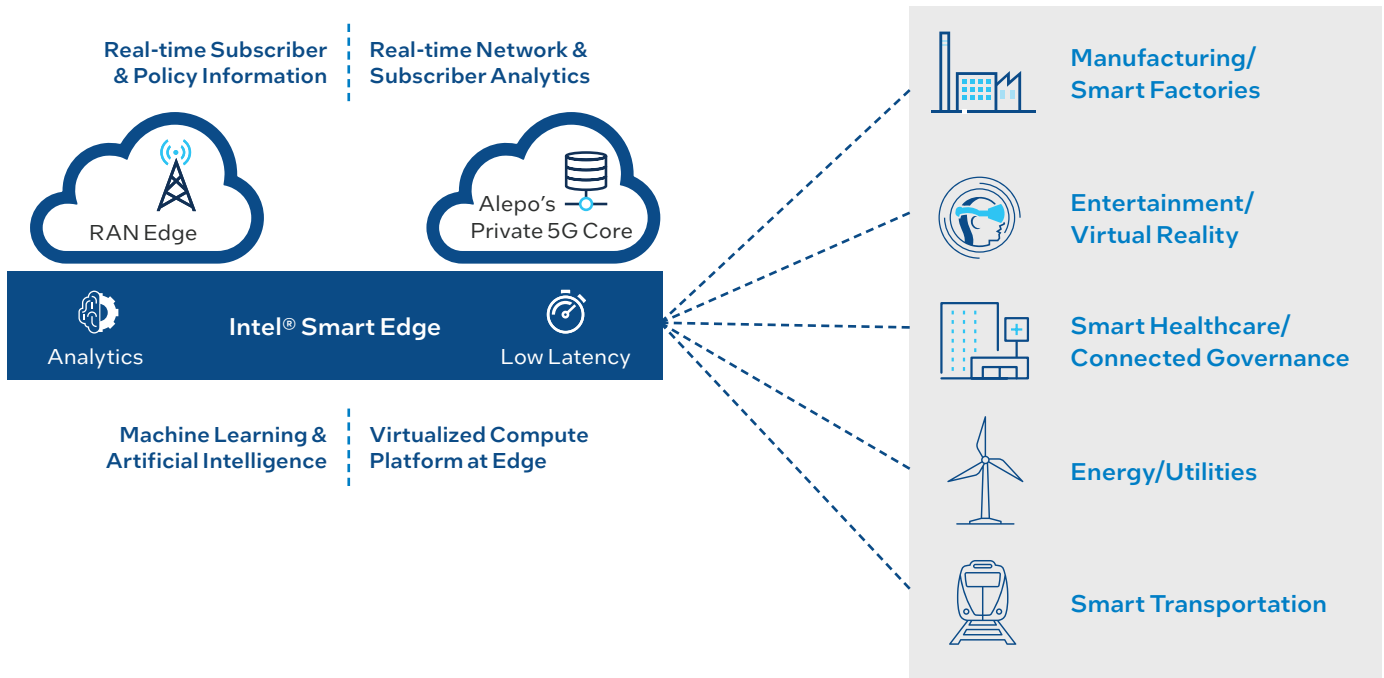 Real-time Subscriber
& Policy Information
Real-time Network &
Subscriber Analytics
RAN Edge
Alepo's
Private 5G Core
Analytics
Intel® Smart Edge
Low Latency
Machine Learning &
Artificial Intelligence
Virtualized Compute
Platform at Edge
Manufacturing/
Smart Factories
Entertainment/
Virtual Reality
Smart Healthcare/
Connected Governance
Energy/Utilities
Smart Transportation